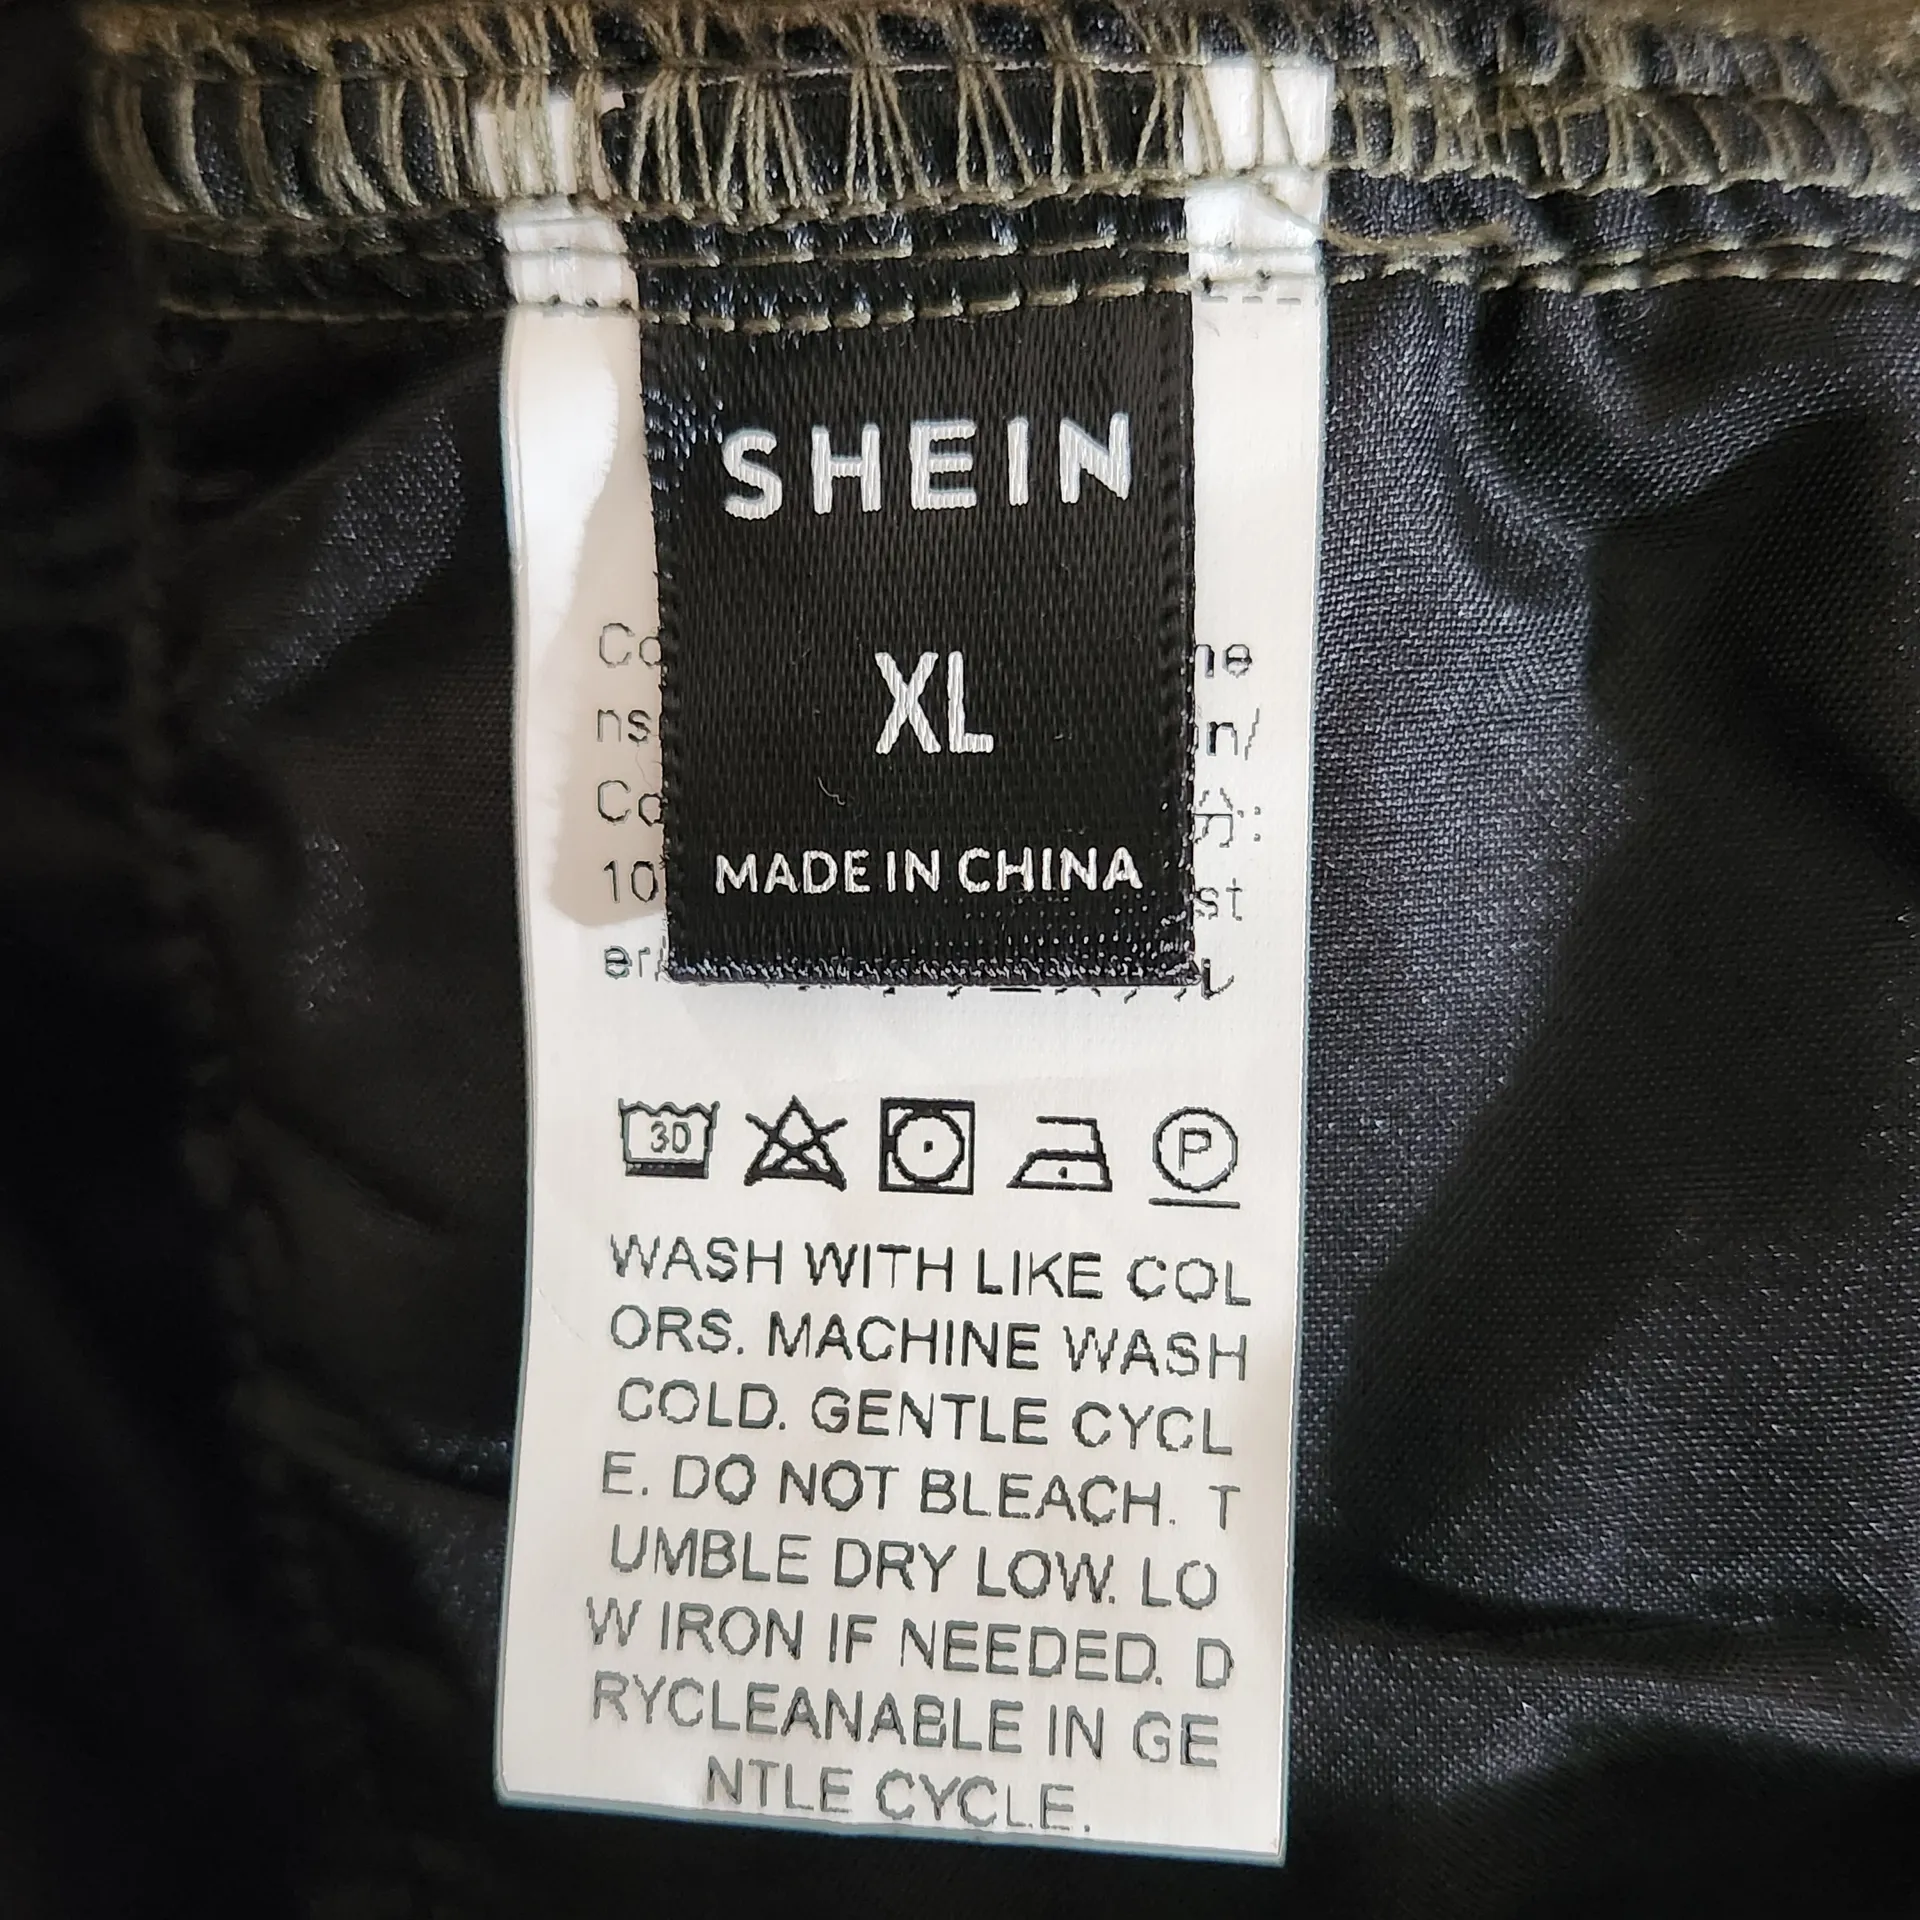 SHEIN
XL
MADE IN CHINA
30
P
WASH WITH LIKE COL
ORS. MACHINE WASH
COLD. GENTLE CYCL
E. DO NOT BLEACH. T
UMBLE DRY LOW. LO
W IRON IF NEEDED. D
RYCLEANABLE IN GE
NTLE CYCLE.